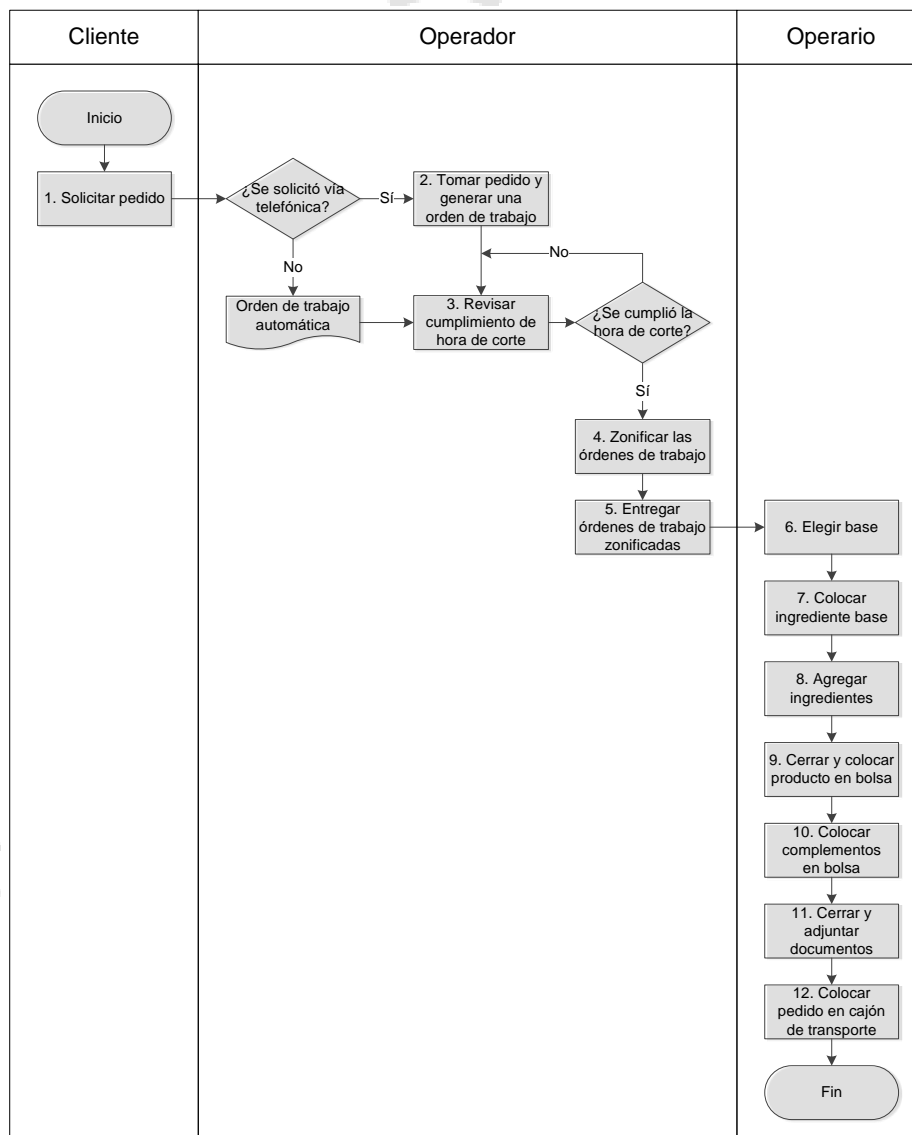 Cliente
Operador
Operario
Inicio
1. Solicitar pedido
¿Se solicitó vía
telefónica?
Sí
2. Tomar pedido y
generar una
orden de trabajo
No
No
Orden de trabajo
automática
3. Revisar
cumplimiento de
hora de corte
¿Se cumplió la
hora de corte?
Sí
4. Zonificar las
órdenes de trabajo
5. Entregar
órdenes de trabajo
zonificadas
6. Elegir base
7. Colocar
ingrediente base
8. Agregar
ingredientes
9. Cerrar y colocar
producto en bolsa
10. Colocar
complementos
en bolsa
11. Cerrar y
adjuntar
documentos
12. Colocar
pedido en cajón
de transporte
Fin